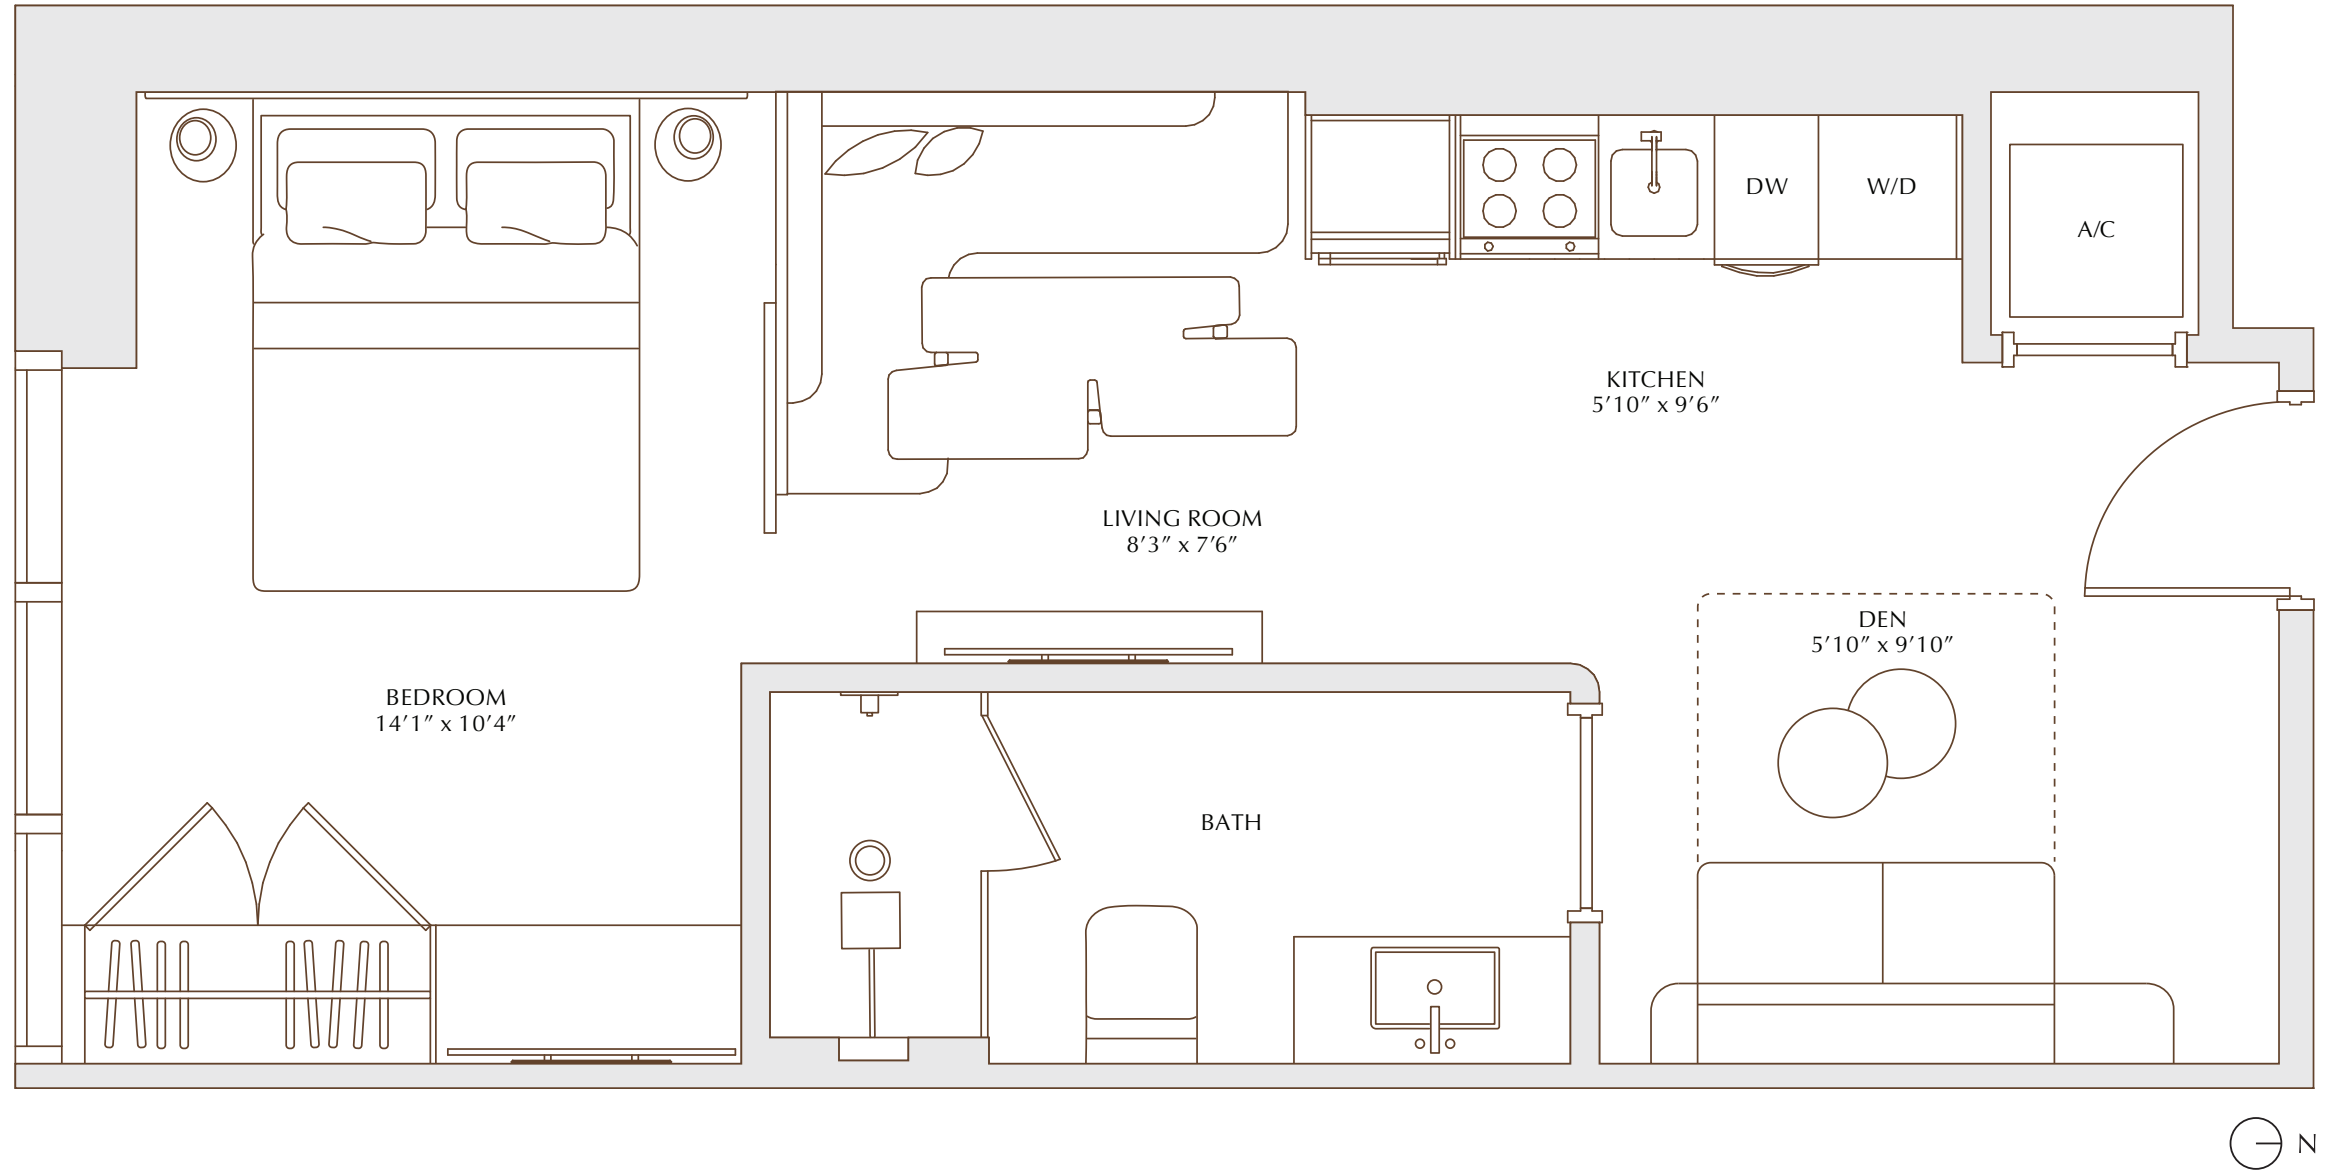 DW
W/D
A/C
KITCHEN
5′10″ x 9′6″
LIVING ROOM
8′3″ x 7′6″
DEN
5′10″ x 9′10″
BEDROOM
14′1″ x 10′4″
BATH
N